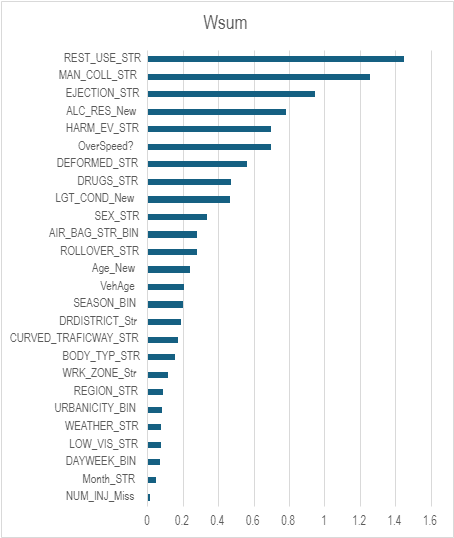 Wsum
REST_USE_STR
MAN_COLL_STR
EJECTION_STR
ALC_RES_New
HARM_EV_STR
OverSpeed?
DEFORMED_STR
DRUGS_STR
LGT_COND_New
SEX_STR
AIR_BAG_STR_BIN
ROLLOVER_STR
Age_New
VehAge
SEASON_BIN
DRDISTRICT_Str
CURVED_TRAFICWAY_STR
BODY_TYP_STR
WRK_ZONE_Str
REGION_STR
URBANICITY_BIN
WEATHER_STR
LOW_VIS_STR
DAYWEEK_BIN
Month_STR
NUM_INJ_Miss
0 0.2 0.4 0.6 0.8 1 1.2 1.4 1.6